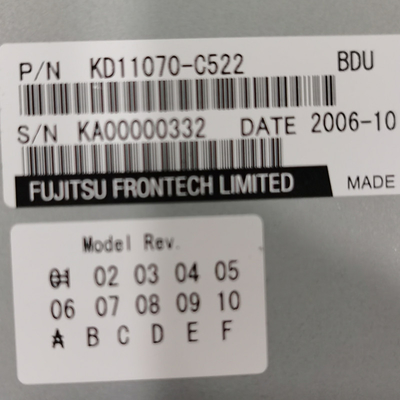 P/N KD11070-C522 BDU
S/N KA00000332 DATE 2006-10
FUJITSU FRONTECH LIMITED MADE
Model Rev.
01 02 03 04 05
06 07 08 09 10
A B C D E F